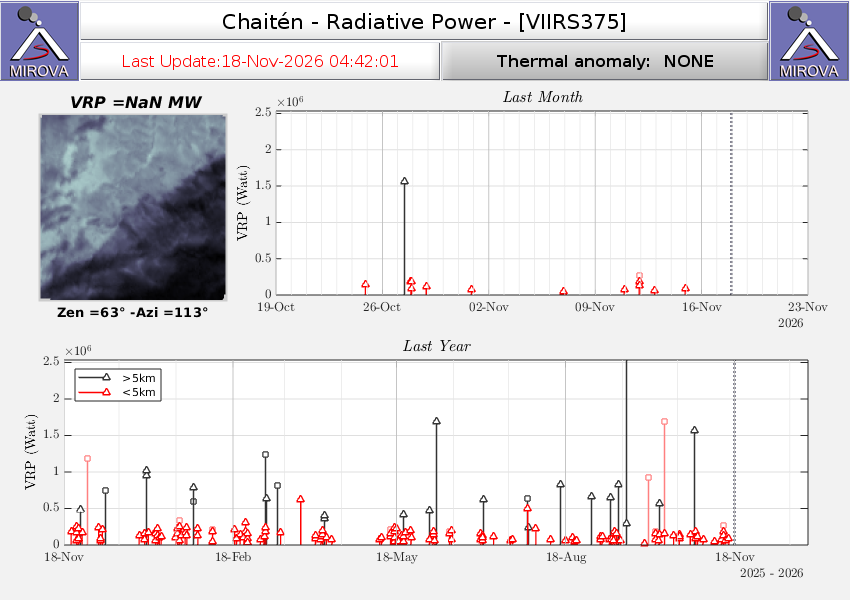 MIROVA
Chaitén - Radiative Power - [VIIRS375]
MIROVA
Last Update:18-Nov-2026 04:42:01
Thermal anomaly: NONE
VRP =NaN MW
Zen =63° -Azi =113°
Last Month
×10⁶
VRP (Watt)
2.5
2
1.5
1
0.5
0
19-Oct 26-Oct 02-Nov 09-Nov 16-Nov 23-Nov
2026
Last Year
×10⁶
VRP (Watt)
2.5
2
1.5
1
0.5
0
>5km
<5km
18-Nov 18-Feb 18-May 18-Aug 18-Nov
2025 - 2026